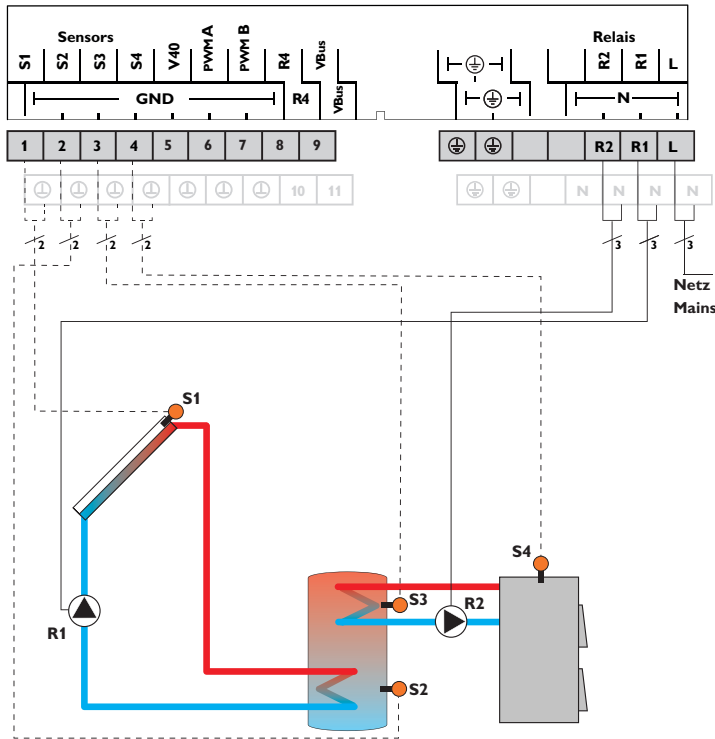 Sensors
Relais
S1 S2 S3 S4 V40 PWM A PWM B R4 VBus
R2 R1 L
GND
R4
VBus
N
1 2 3 4 5 6 7 8 9
R2 R1 L
10 11
N N N N
2 2 2 2
3 3 3
Netz
Mains
S1
S4
S3
R2
R1
S2